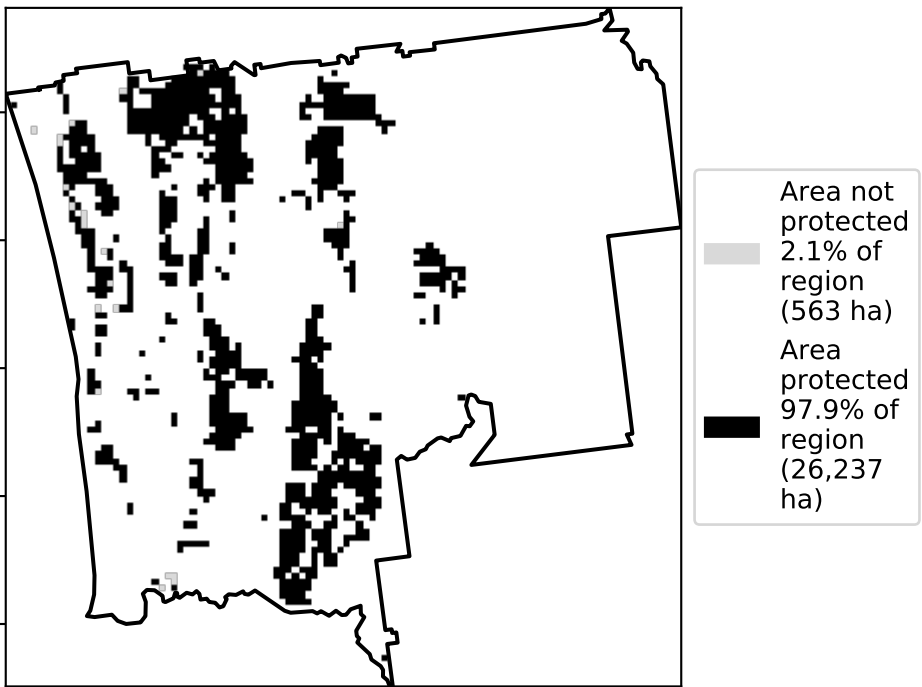 Area not
protected
2.1% of
region
(563 ha)
Area
protected
97.9% of
region
(26,237
ha)